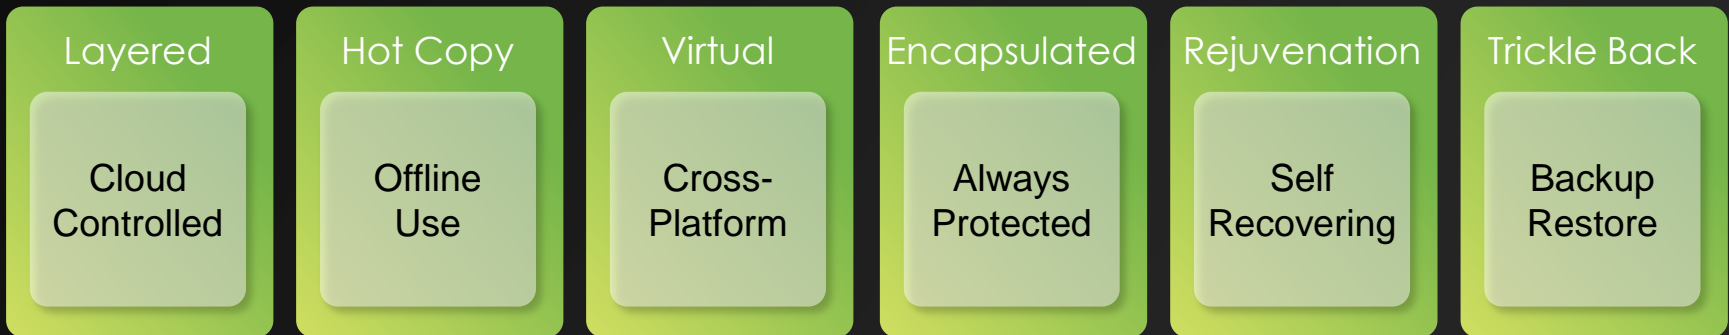 Layered
Cloud
Controlled
Hot Copy
Offline
Use
Virtual
Cross-
Platform
Encapsulated
Always
Protected
Rejuvenation
Self
Recovering
Trickle Back
Backup
Restore